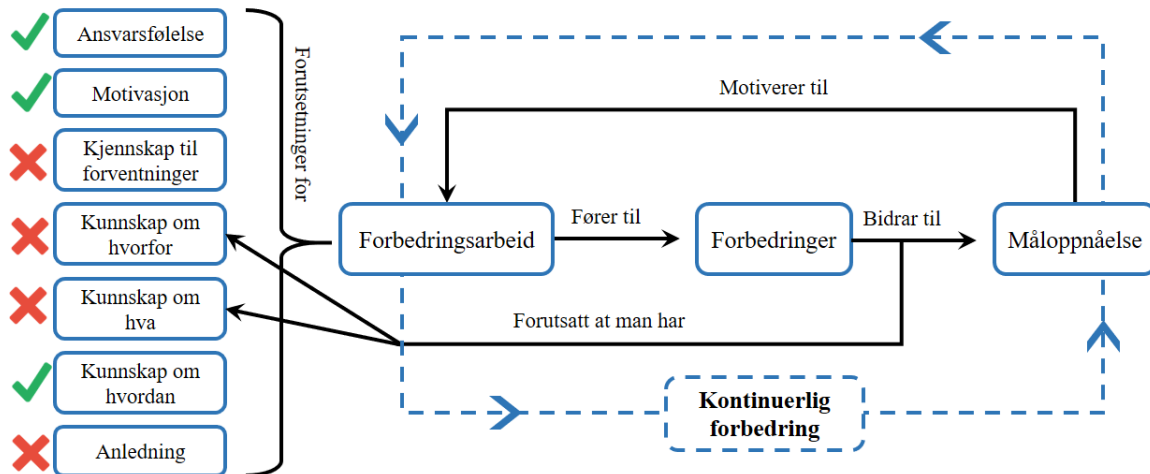 Ansvarsfølelse
Motivasjon
Kjennskap til
forventninger
Kunnskap om
hvorfor
Kunnskap om
hva
Kunnskap om
hvordan
Anledning
Forutsetninger for
Motiverer til
Forbedringsarbeid
Fører til
Forbedringer
Bidrar til
Måloppnåelse
Forutsatt at man har
Kontinuerlig
forbedring